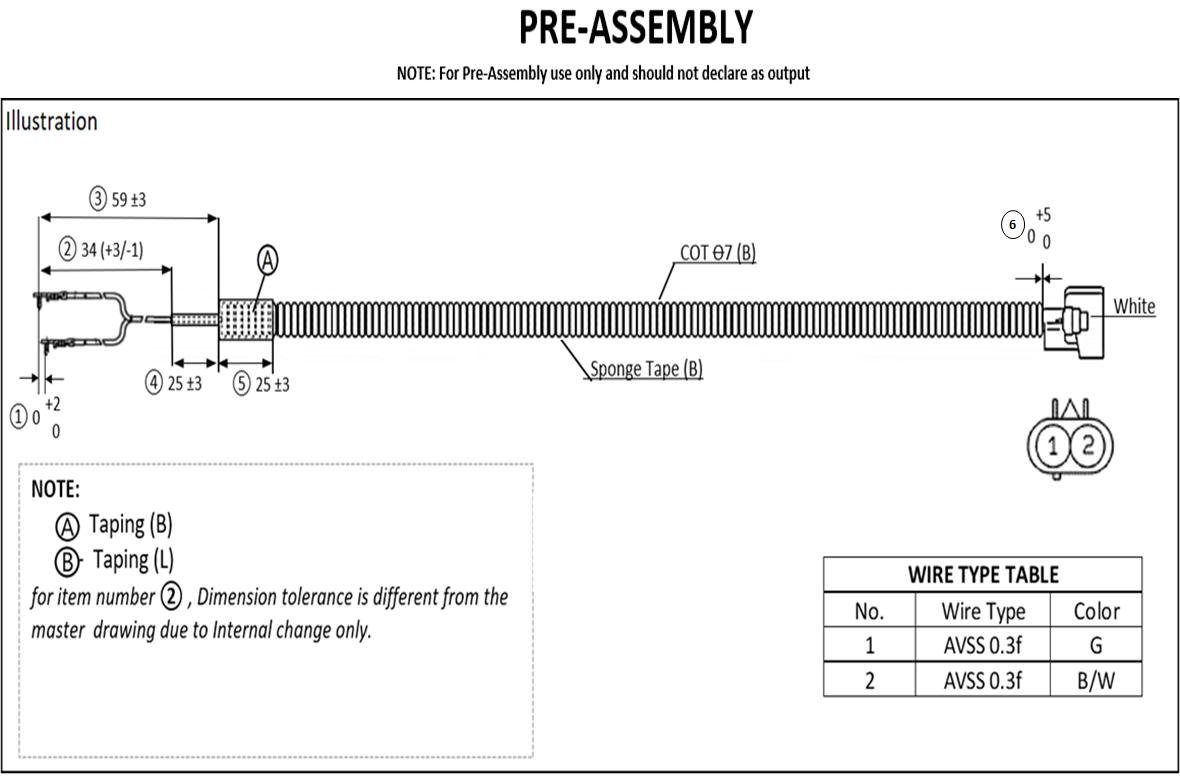 PRE-ASSEMBLY
NOTE: For Pre-Assembly use only and should not declare as output
Illustration
③ 59 ±3
② 34 (+3/-1)
Ⓐ
COT Ꮎ7 (B)
⑥ 0 +5 0
White
Sponge Tape (B)
④ 25 ±3
⑤ 25 ±3
① 0 +2 0
1 2
NOTE:
Ⓐ Taping (B)
Ⓑ- Taping (L)
for item number ② , Dimension tolerance is different from the
master drawing due to Internal change only.
WIRE TYPE TABLE
No. Wire Type Color
1 AVSS 0.3f G
2 AVSS 0.3f B/W